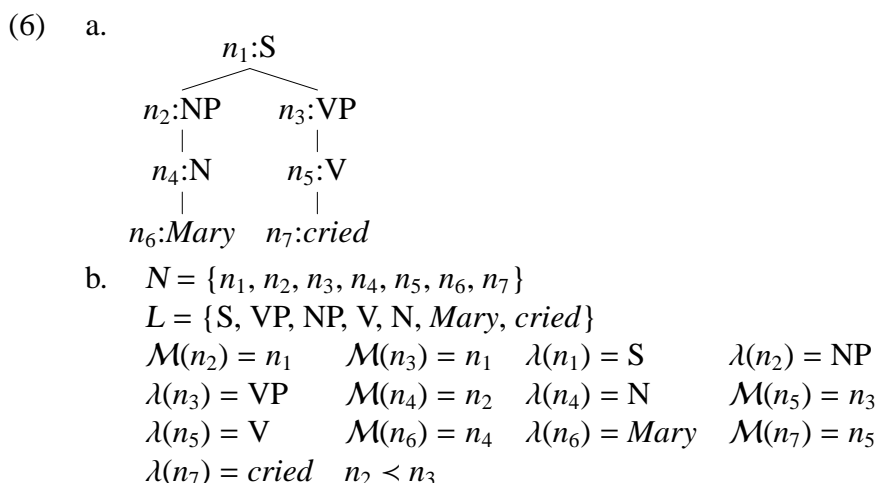 (6) a.
n₁:S
n₂:NP n₃:VP
n₄:N n₅:V
n₆:Mary n₇:cried
b. N = {n₁, n₂, n₃, n₄, n₅, n₆, n₇}
L = {S, VP, NP, V, N, Mary, cried}
ℳ(n₂) = n₁ ℳ(n₃) = n₁ λ(n₁) = S λ(n₂) = NP
λ(n₃) = VP ℳ(n₄) = n₂ λ(n₄) = N ℳ(n₅) = n₃
λ(n₅) = V ℳ(n₆) = n₄ λ(n₆) = Mary ℳ(n₇) = n₅
λ(n₇) = cried n₂ ≺ n₃